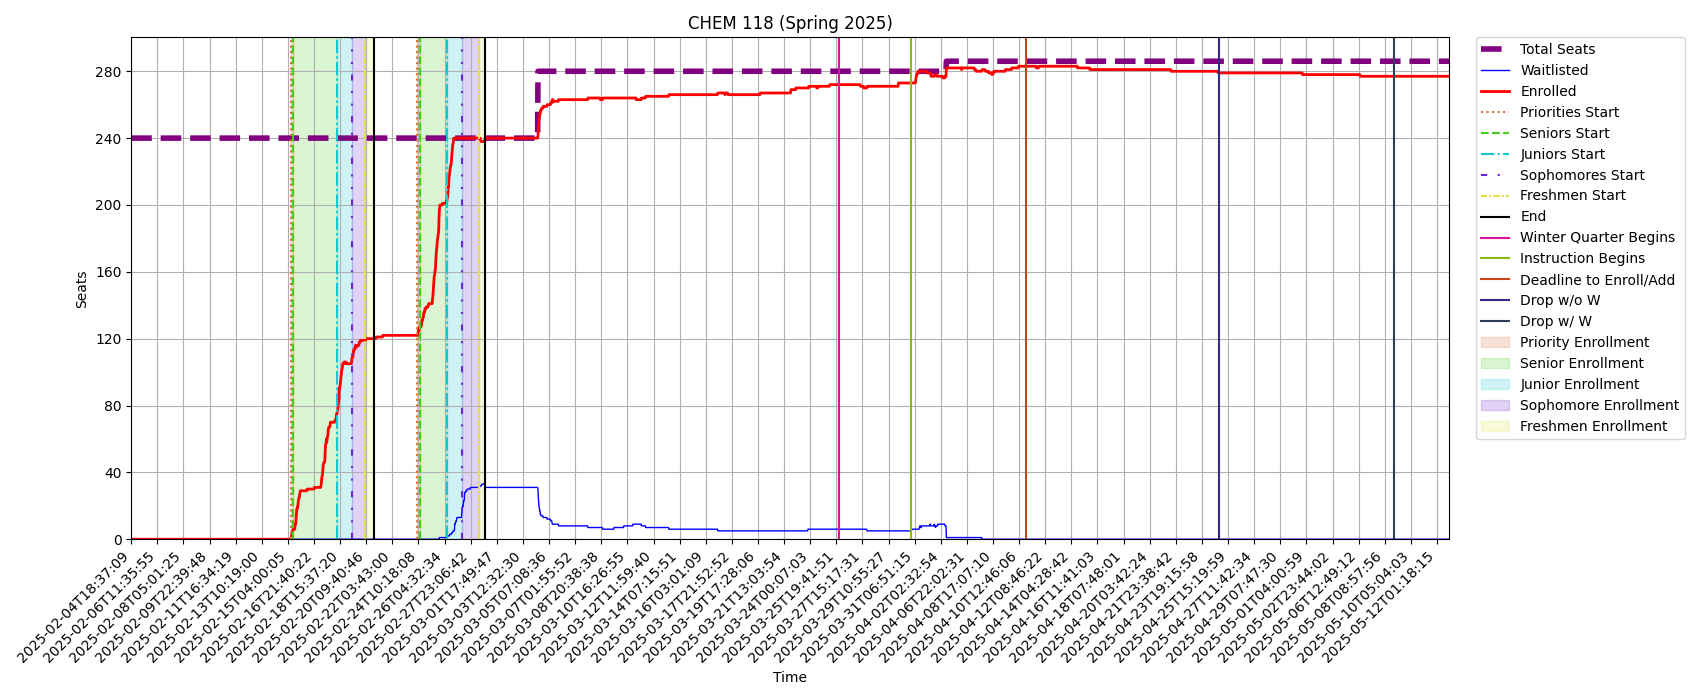 CHEM 118 (Spring 2025)
Seats
280
240
200
160
120
80
40
0
2025-02-04T18:37:09
2025-02-06T11:35:55
2025-02-08T05:01:25
2025-02-09T22:39:48
2025-02-11T16:34:19
2025-02-13T10:19:00
2025-02-15T04:00:05
2025-02-16T21:40:22
2025-02-18T15:37:20
2025-02-20T09:40:46
2025-02-22T03:43:00
2025-02-24T10:18:08
2025-02-26T04:32:34
2025-02-27T23:06:42
2025-03-01T17:49:47
2025-03-03T12:32:30
2025-03-05T07:08:36
2025-03-07T01:55:52
2025-03-08T20:38:38
2025-03-10T16:26:55
2025-03-12T11:59:40
2025-03-14T07:15:51
2025-03-16T03:01:09
2025-03-17T21:52:52
2025-03-19T17:28:06
2025-03-21T13:03:54
2025-03-24T00:07:03
2025-03-25T19:41:51
2025-03-27T15:17:31
2025-03-29T10:55:27
2025-03-31T06:51:15
2025-04-02T02:32:54
2025-04-06T22:02:31
2025-04-08T17:07:10
2025-04-10T12:46:06
2025-04-12T08:46:22
2025-04-14T04:28:42
2025-04-16T11:41:03
2025-04-18T07:48:01
2025-04-20T03:42:24
2025-04-21T23:38:42
2025-04-23T19:15:58
2025-04-25T15:19:59
2025-04-27T11:42:34
2025-04-29T07:47:30
2025-05-01T04:00:59
2025-05-02T23:44:02
2025-05-06T12:49:12
2025-05-08T08:57:56
2025-05-10T05:04:03
2025-05-12T01:18:15
Time
Total Seats
Waitlisted
Enrolled
Priorities Start
Seniors Start
Juniors Start
Sophomores Start
Freshmen Start
End
Winter Quarter Begins
Instruction Begins
Deadline to Enroll/Add
Drop w/o W
Drop w/ W
Priority Enrollment
Senior Enrollment
Junior Enrollment
Sophomore Enrollment
Freshmen Enrollment